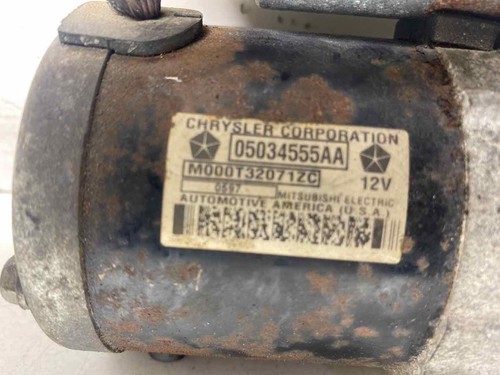 CHRYSLER CORPORATION
05034555AA
M000T32071ZC
12V
0597 MITSUBISHI ELECTRIC
AUTOMOTIVE AMERICA (U.S.A.)